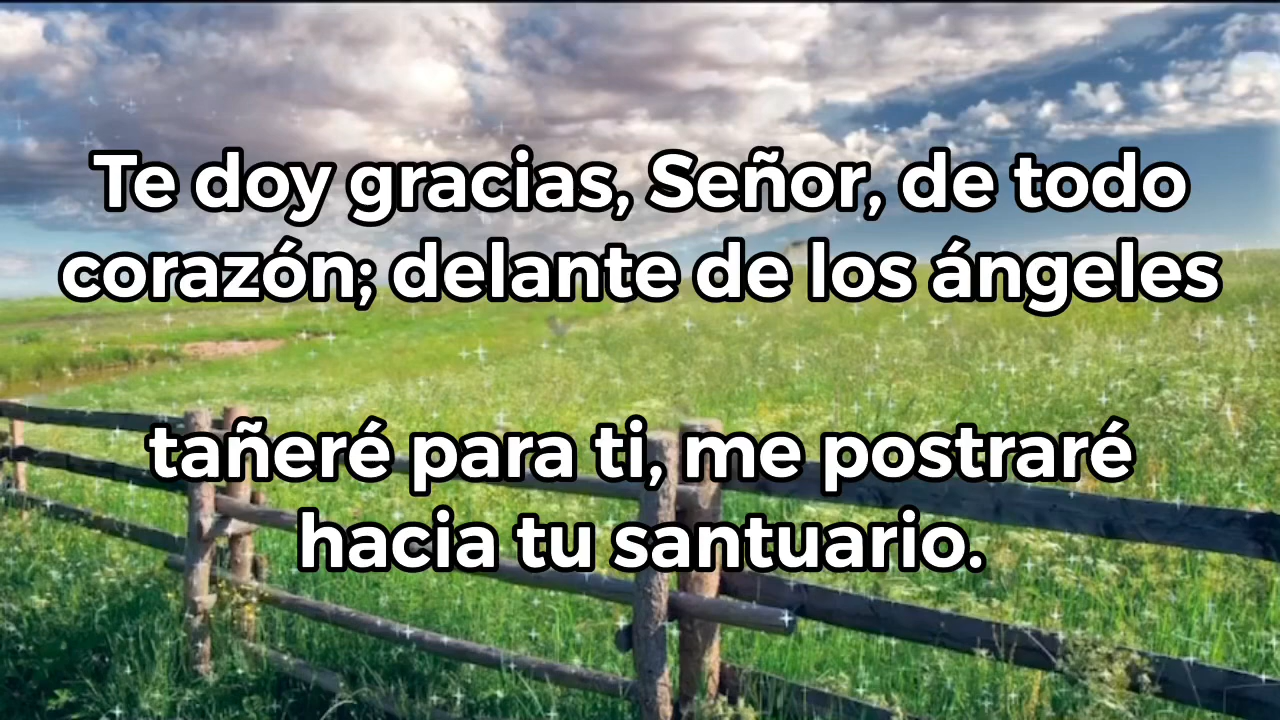 Te doy gracias, Señor, de todo
corazón; delante de los ángeles
tañeré para ti, me postraré
hacia tu santuario.